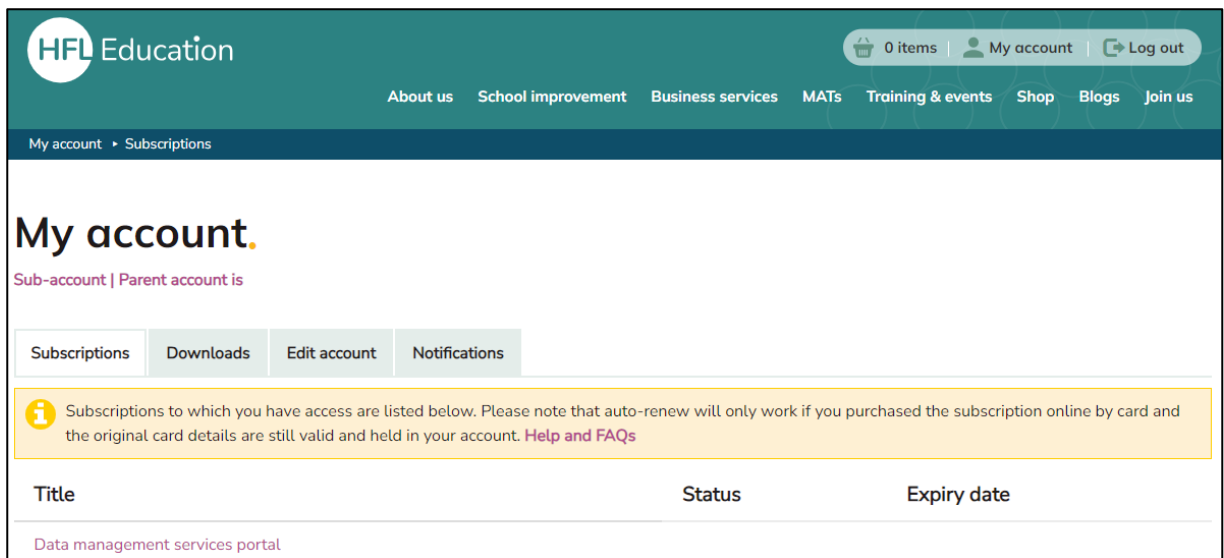 HFL Education
0 items My account Log out
About us School improvement Business services MATs Training & events Shop Blogs Join us
My account ‣ Subscriptions
My account.
Sub-account | Parent account is
Subscriptions Downloads Edit account Notifications
Subscriptions to which you have access are listed below. Please note that auto-renew will only work if you purchased the subscription online by card and
the original card details are still valid and held in your account. Help and FAQs
Title Status Expiry date
Data management services portal